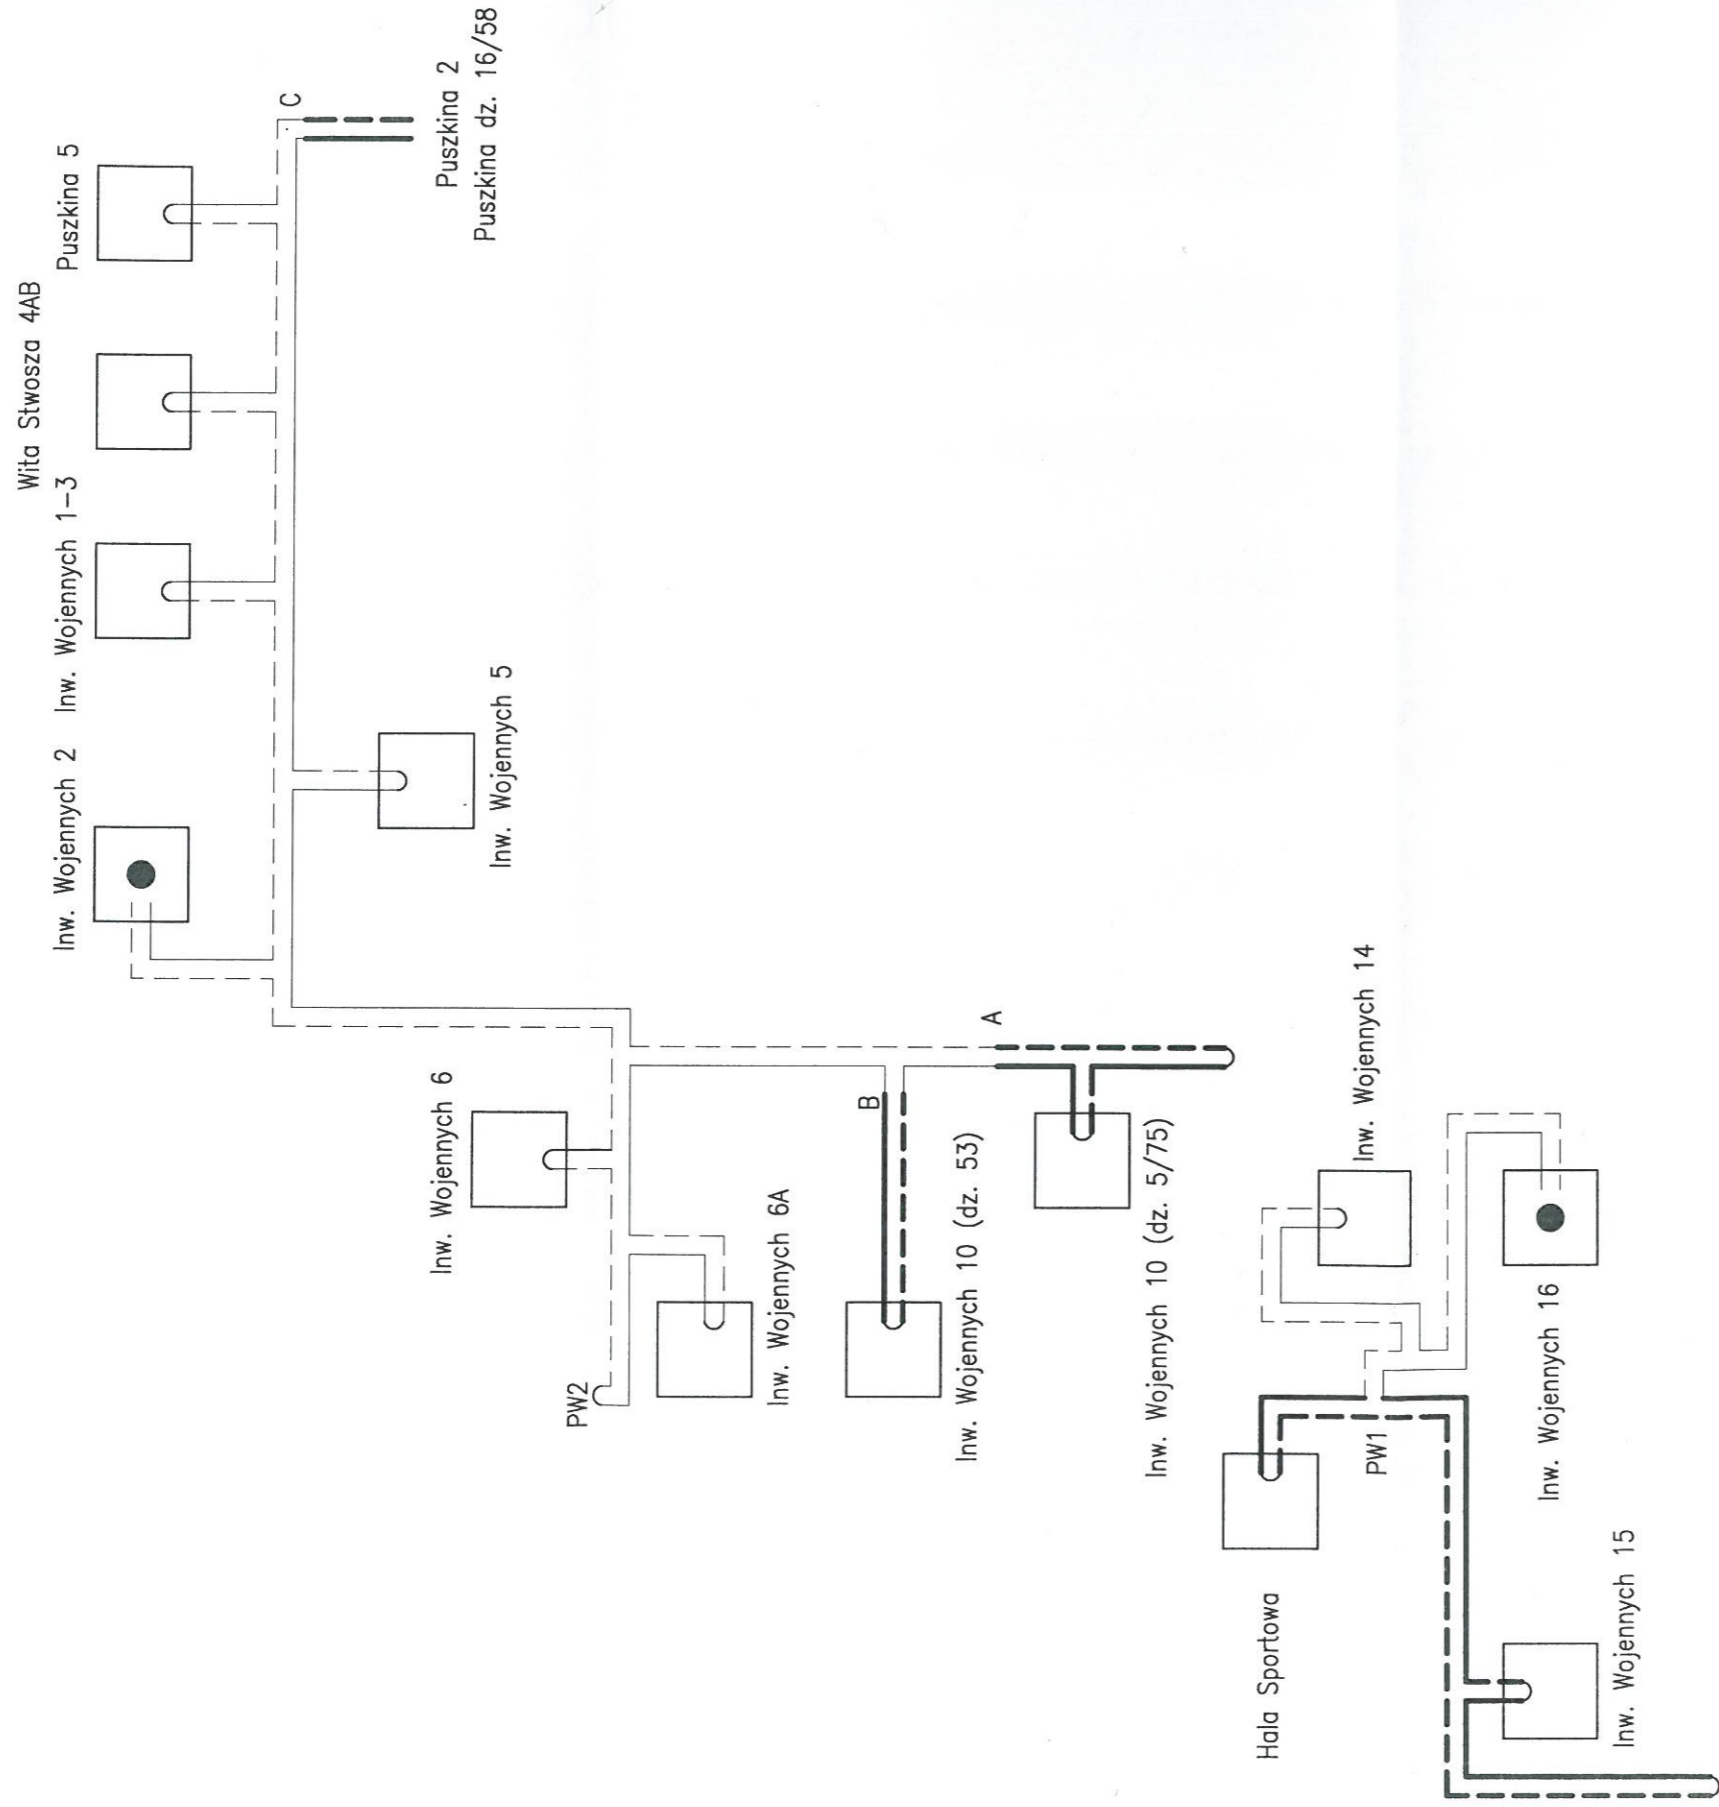 Wita Stwosza 4AB
Inw. Wojennych 2
Inw. Wojennych 1-3
Puszkina 5
C
Puszkina 2
Puszkina dz. 16/58
Inw. Wojennych 5
Inw. Wojennych 6
PW2
Inw. Wojennych 6A
B
Inw. Wojennych 10 (dz. 53)
A
Inw. Wojennych 10 (dz. 5/75)
Inw. Wojennych 14
Hala Sportowa
PW1
Inw. Wojennych 16
Inw. Wojennych 15